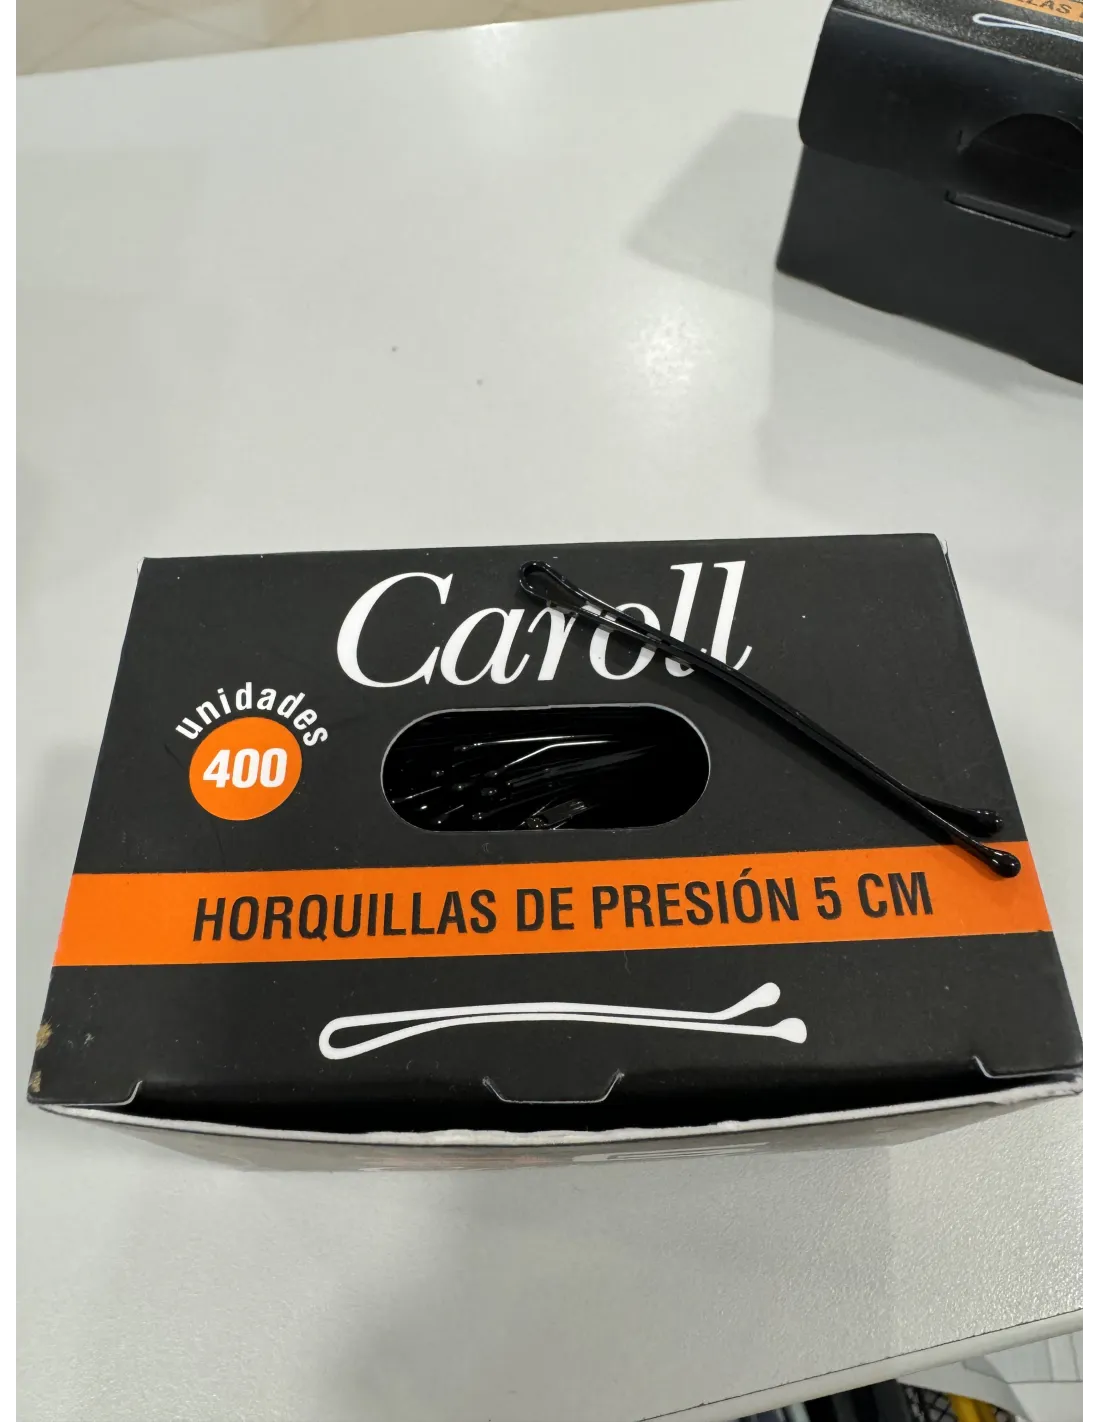 Caroll
unidades
400
HORQUILLAS DE PRESIÓN 5 CM